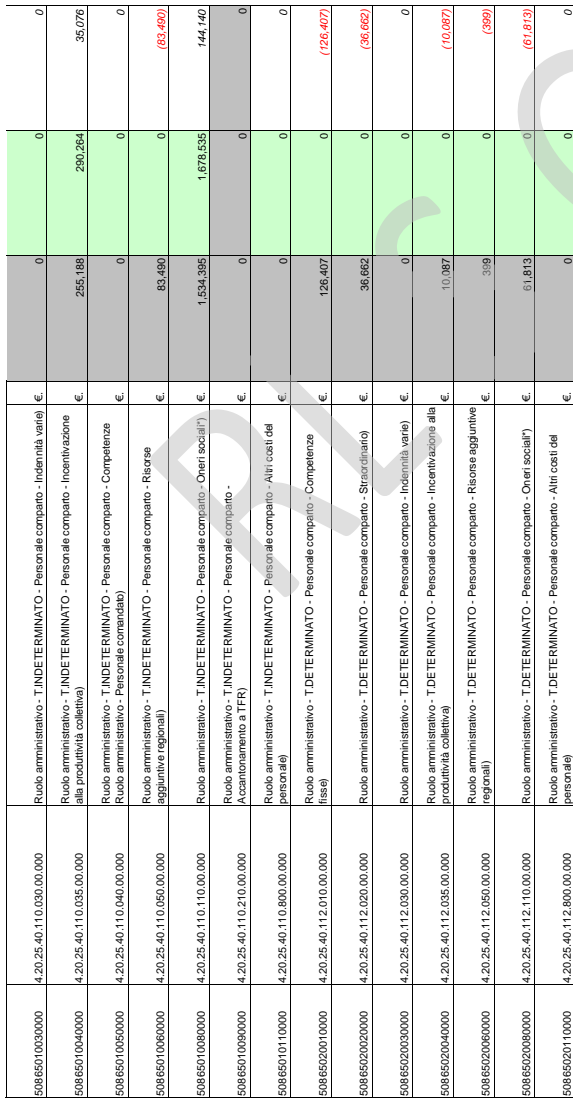 50865010030000 4.20.25.40.110.030.00.000 Ruolo amministrativo - T.INDETERMINATO - Personale comparto - Indennità varie) €. 0 0 0
50865010040000 4.20.25.40.110.035.00.000 Ruolo amministrativo - T.INDETERMINATO - Personale comparto - Incentivazione €. 255,188 290,264 35,076
alla produttività collettiva)
50865010050000 4.20.25.40.110.040.00.000 Ruolo amministrativo - T.INDETERMINATO - Personale comparto - Competenze €. 0 0 0
Ruolo amministrativo - Personale comandato)
50865010060000 4.20.25.40.110.050.00.000 Ruolo amministrativo - T.INDETERMINATO - Personale comparto - Risorse €. 83,490 0 (83,490)
aggiuntive regionali)
50865010080000 4.20.25.40.110.110.00.000 Ruolo amministrativo - T.INDETERMINATO - Personale comparto - Oneri sociali*) €. 1,534,395 1,678,535 144,140
50865010090000 4.20.25.40.110.210.00.000 Ruolo amministrativo - T.INDETERMINATO - Personale comparto - €. 0 0 0
Accantonamento a TFR)
50865010110000 4.20.25.40.110.800.00.000 Ruolo amministrativo - T.INDETERMINATO - Personale comparto - Altri costi del €. 0 0 0
personale)
50865020010000 4.20.25.40.112.010.00.000 Ruolo amministrativo - T.DETERMINATO - Personale comparto - Competenze €. 126,407 0 (126,407)
fisse)
50865020020000 4.20.25.40.112.020.00.000 Ruolo amministrativo - T.DETERMINATO - Personale comparto - Straordinario) €. 36,662 0 (36,662)
50865020030000 4.20.25.40.112.030.00.000 Ruolo amministrativo - T.DETERMINATO - Personale comparto - Indennità varie) €. 0 0 0
50865020040000 4.20.25.40.112.035.00.000 Ruolo amministrativo - T.DETERMINATO - Personale comparto - Incentivazione alla €. 10,087 0 (10,087)
produttività collettiva)
50865020060000 4.20.25.40.112.050.00.000 Ruolo amministrativo - T.DETERMINATO - Personale comparto - Risorse aggiuntive €. 399 0 (399)
regionali)
50865020080000 4.20.25.40.112.110.00.000 Ruolo amministrativo - T.DETERMINATO - Personale comparto - Oneri sociali*) €. 61,813 0 (61,813)
50865020110000 4.20.25.40.112.800.00.000 Ruolo amministrativo - T.DETERMINATO - Personale comparto - Altri costi del €. 0 0 0
personale)